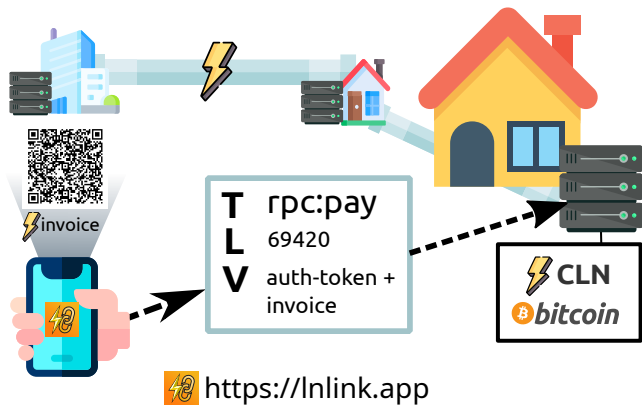 invoice
T rpc:pay
L 69420
V auth-token +
invoice
CLN
bitcoin
https://lnlink.app